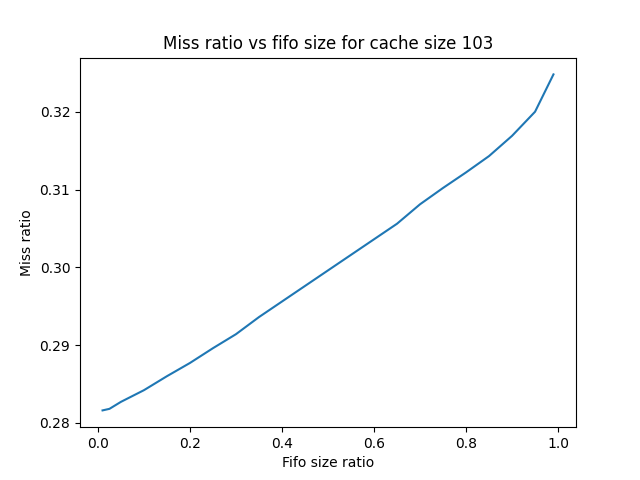 Miss ratio vs fifo size for cache size 103
Miss ratio
0.32
0.31
0.30
0.29
0.28
0.0 0.2 0.4 0.6 0.8 1.0
Fifo size ratio